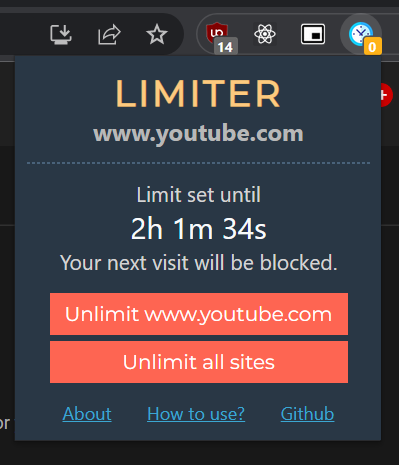 14
0
LIMITER
www.youtube.com
Limit set until
2h 1m 34s
Your next visit will be blocked.
Unlimit www.youtube.com
Unlimit all sites
About How to use? Github
or